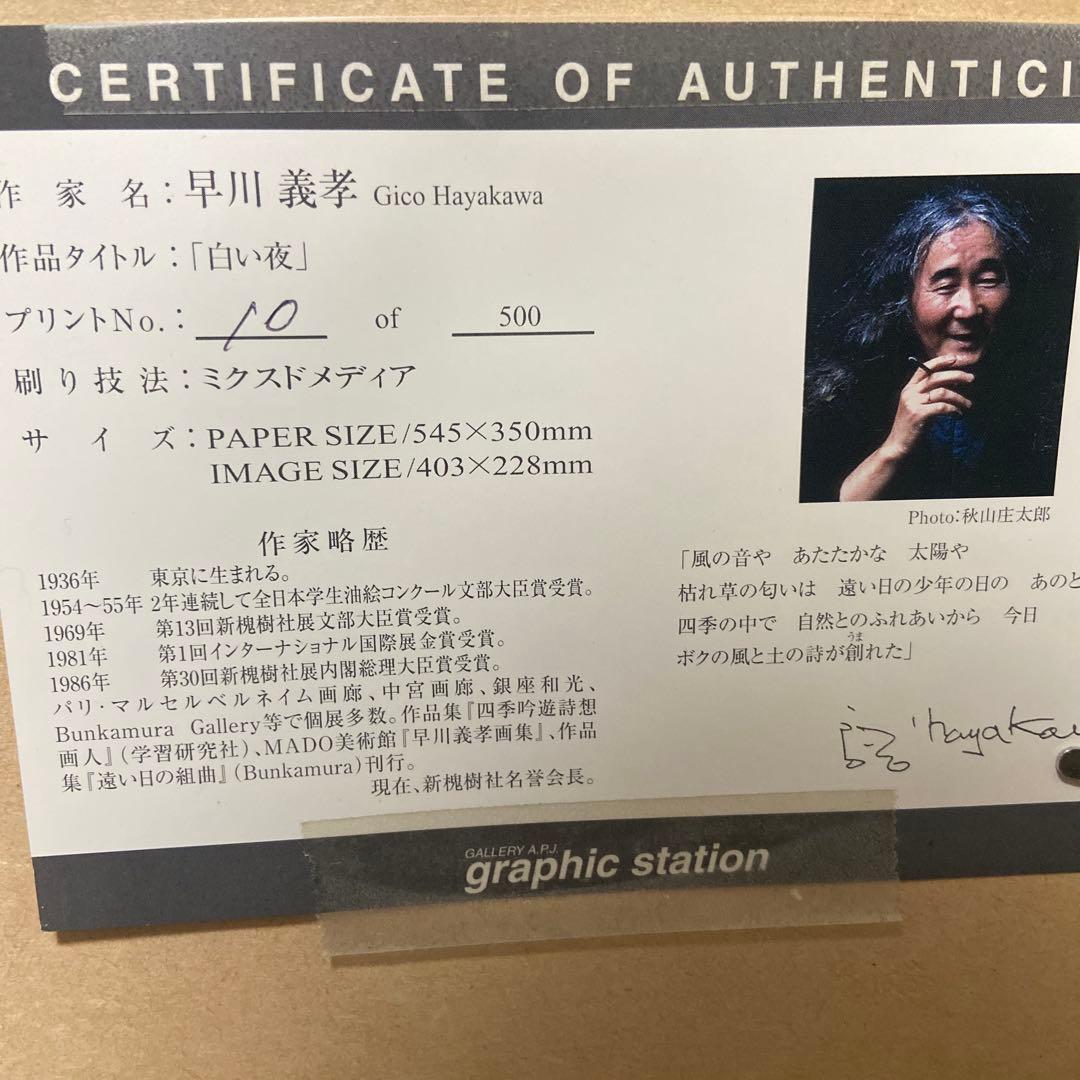 CERTIFICATE OF AUTHENTICI
作 家 名：早川 義孝 Gico Hayakawa
作品タイトル：「白い夜」
プリントNo.： 10 of 500
刷り技法：ミクスドメディア
サ イ ズ：PAPER SIZE/545×350mm
IMAGE SIZE/403×228mm
作家略歴
1936年 東京に生まれる。
1954～55年 2年連続して全日本学生油絵コンクール文部大臣賞受賞。
1969年 第13回新槐樹社展文部大臣賞受賞。
1981年 第1回インターナショナル国際展金賞受賞。
1986年 第30回新槐樹社展内閣総理大臣賞受賞。
パリ・マルセルベルネイム画廊、中宮画廊、銀座和光、
Bunkamura Gallery等で個展多数。作品集『四季吟遊詩想
画人』（学習研究社）、MADO美術館『早川義孝画集』、作品
集『遠い日の組曲』（Bunkamura）刊行。
現在、新槐樹社名誉会長。
Photo:秋山庄太郎
「風の音や あたたかな 太陽や
枯れ草の匂いは 遠い日の少年の日の あのと
四季の中で 自然とのふれあいから 今日
うま
ボクの風と土の詩が創れた」
hayaka
GALLERY A.P.J.
graphic station